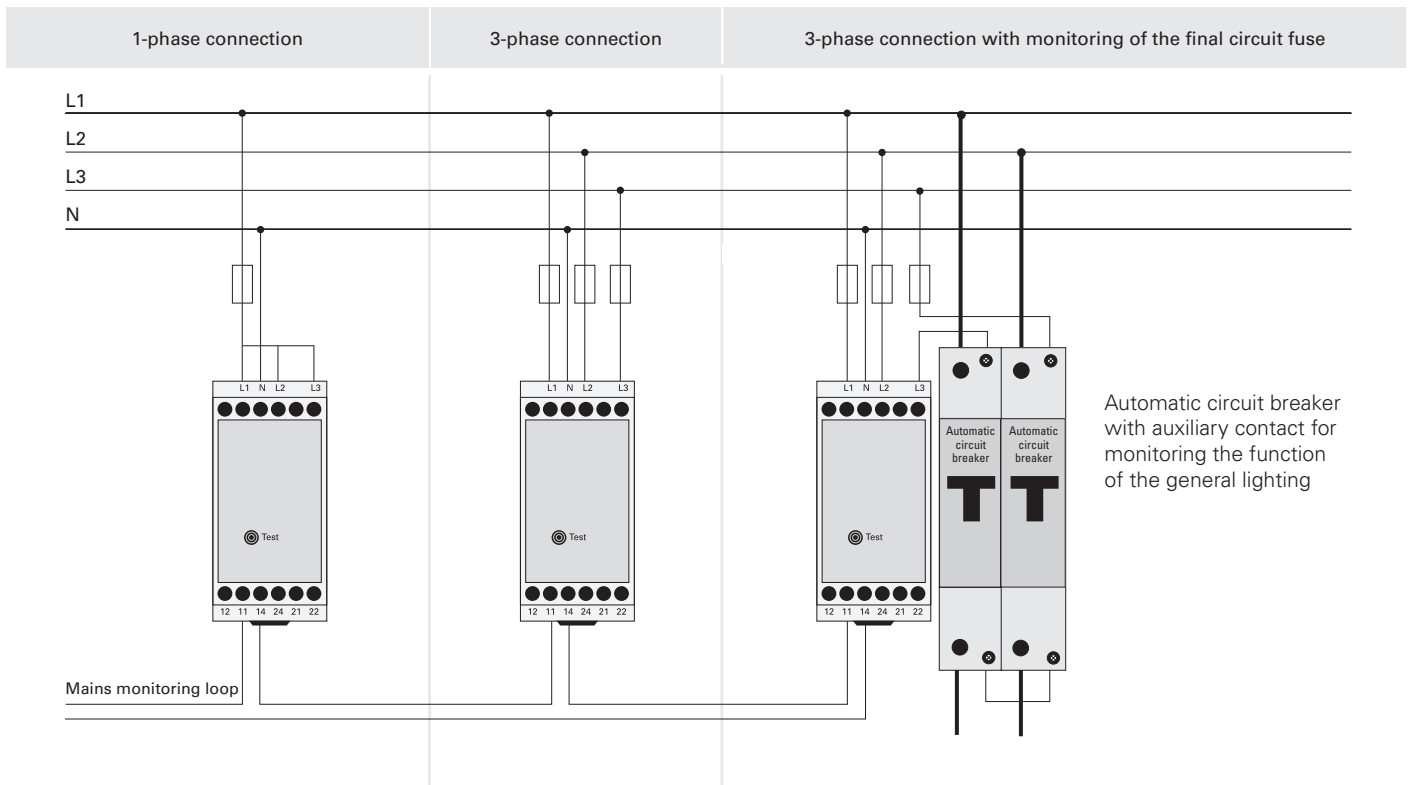 1-phase connection
3-phase connection
3-phase connection with monitoring of the final circuit fuse
L1
L2
L3
N
L1 N L2 L3
L1 N L2 L3
L1 N L2 L3
Automatic
circuit
breaker
Automatic
circuit
breaker
Automatic circuit breaker
with auxiliary contact for
monitoring the function
of the general lighting
Test
Test
Test
12 11 14 24 21 22
12 11 14 24 21 22
12 11 14 24 21 22
Mains monitoring loop